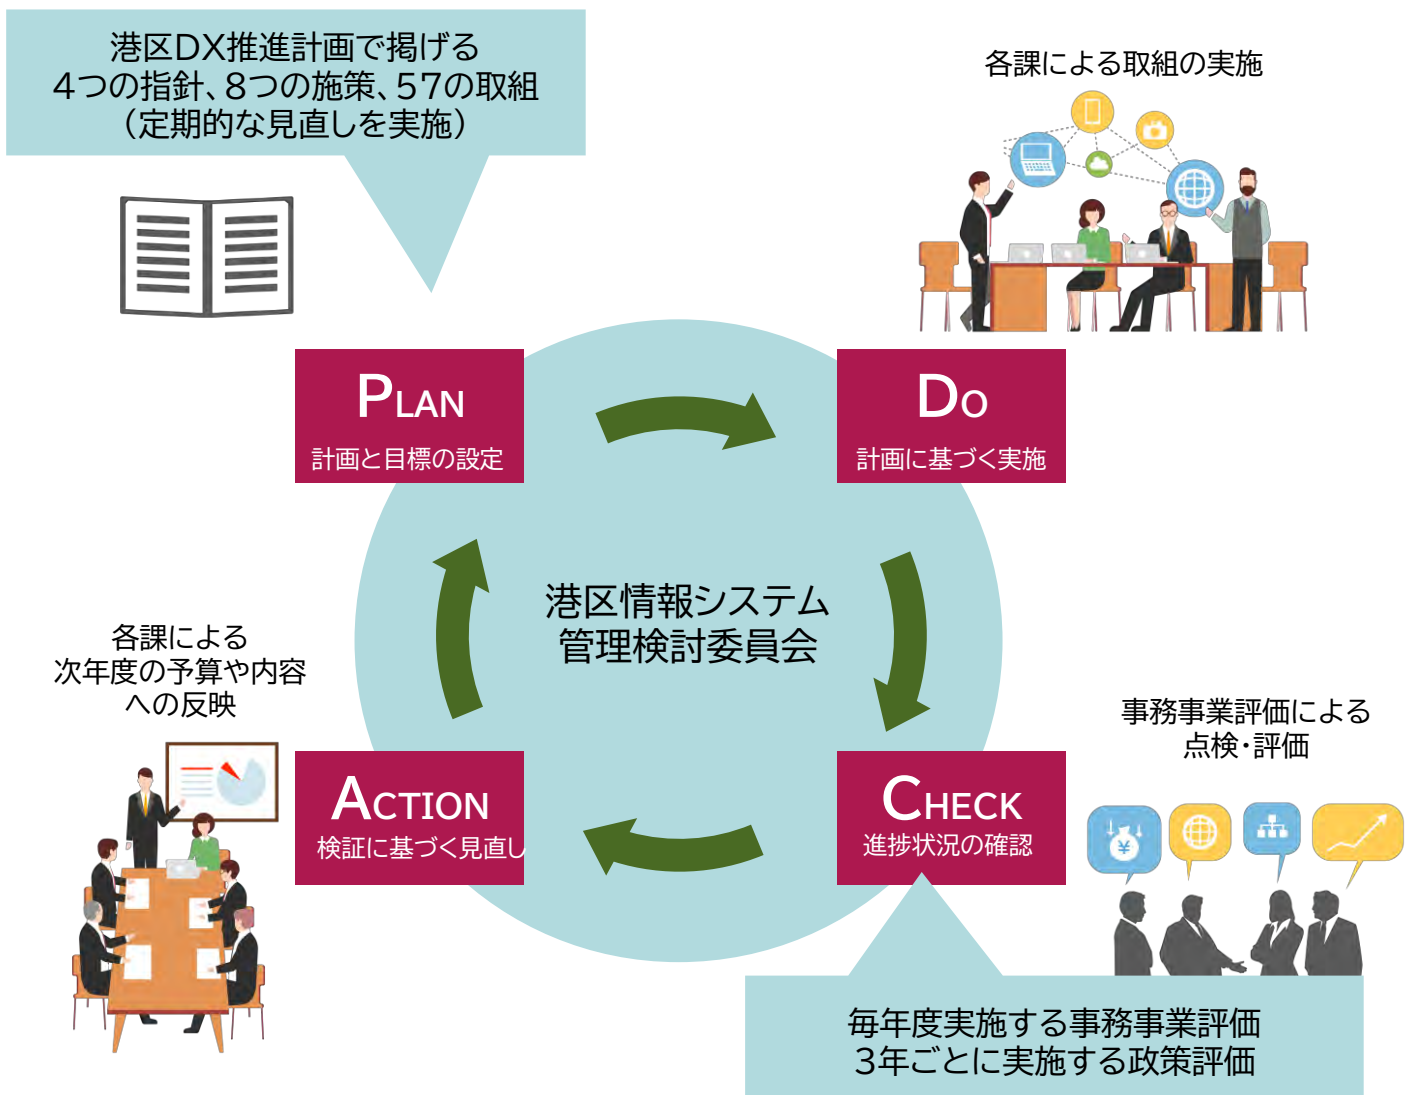 港区DX推進計画で掲げる
4つの指針、8つの施策、57の取組
(定期的な見直しを実施)
各課による取組の実施
PLAN
計画と目標の設定
DO
計画に基づく実施
港区情報システム
管理検討委員会
各課による
次年度の予算や内容
への反映
事務事業評価による
点検・評価
ACTION
検証に基づく見直し
CHECK
進捗状況の確認
¥
毎年度実施する事務事業評価
3年ごとに実施する政策評価